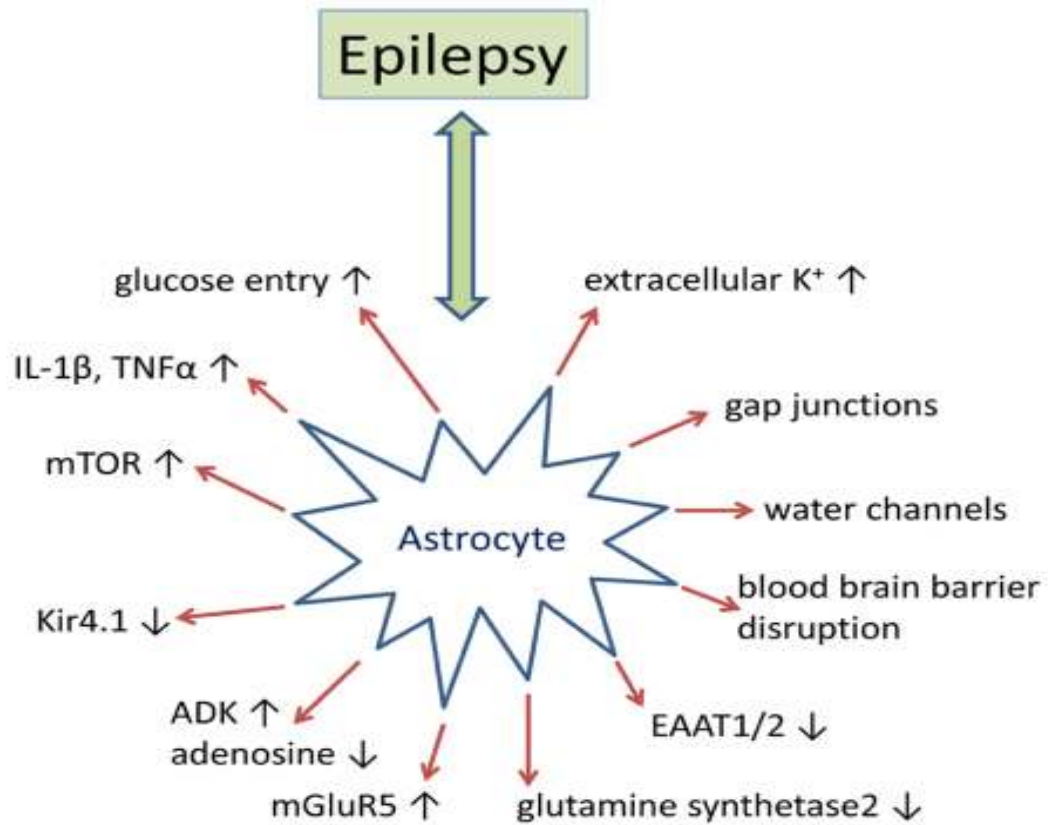 Epilepsy
glucose entry ↑
extracellular K⁺ ↑
IL-1β, TNFα ↑
gap junctions
mTOR ↑
water channels
Astrocyte
blood brain barrier
disruption
Kir4.1 ↓
ADK ↑
adenosine ↓
EAAT1/2 ↓
mGluR5 ↑
glutamine synthetase2 ↓